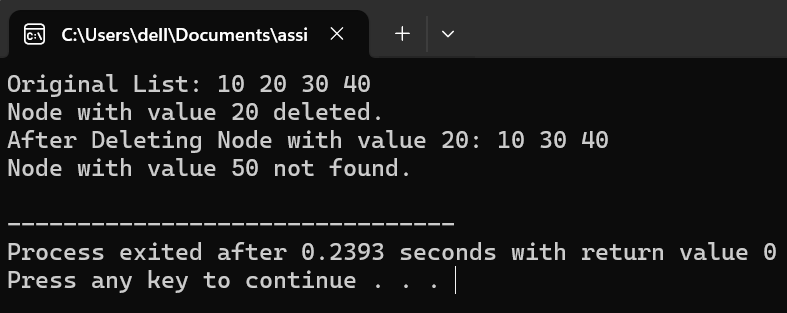 C:\Users\dell\Documents\assi
Original List: 10 20 30 40
Node with value 20 deleted.
After Deleting Node with value 20: 10 30 40
Node with value 50 not found.
--------------------------------
Process exited after 0.2393 seconds with return value 0
Press any key to continue . . .